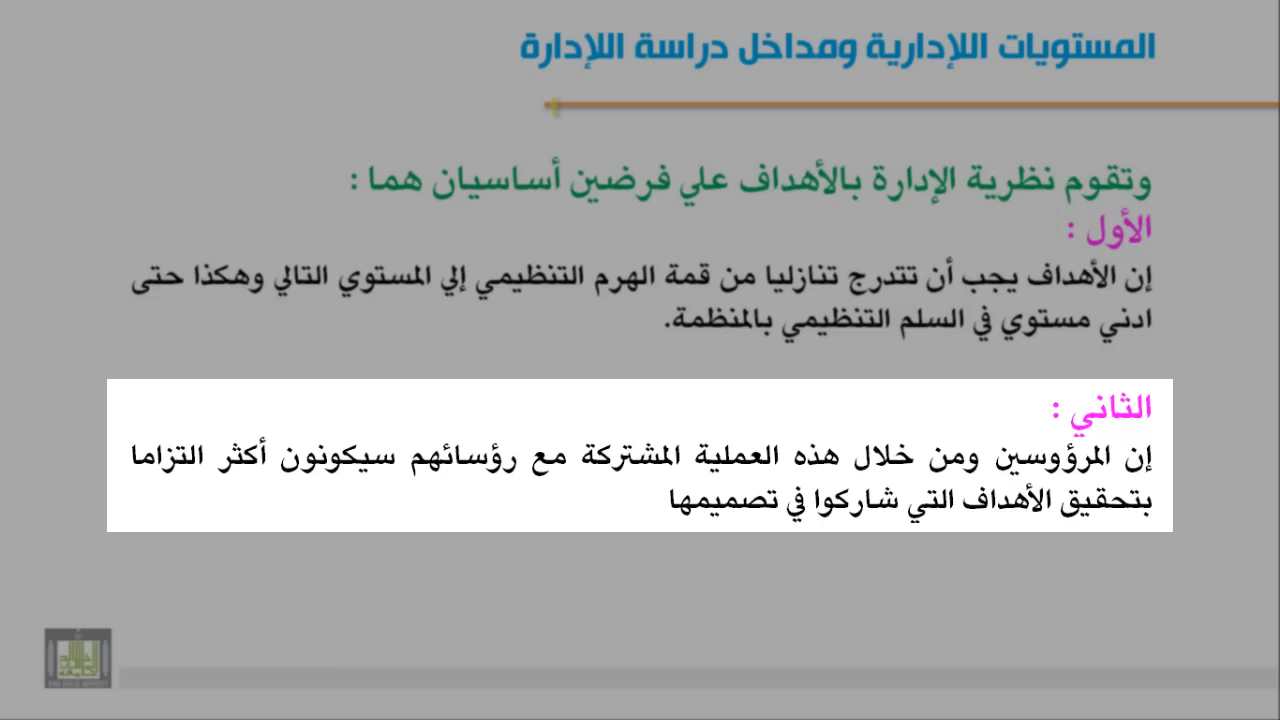 المستويات اللإدارية ومداخل دراسة اللإدارة
وتقوم نظرية الإدارة بالأهداف علي فرضين أساسيان هما :
الأول :
إن الأهداف يجب أن تتدرج تنازليا من قمة الهرم التنظيمي إلي المستوي التالي وهكذا حتى
ادني مستوي في السلم التنظيمي بالمنظمة.
الثاني :
إن المرؤوسين ومن خلال هذه العملية المشتركة مع رؤسائهم سيكونون أكثر التزاما
بتحقيق الأهداف التي شاركوا في تصميمها